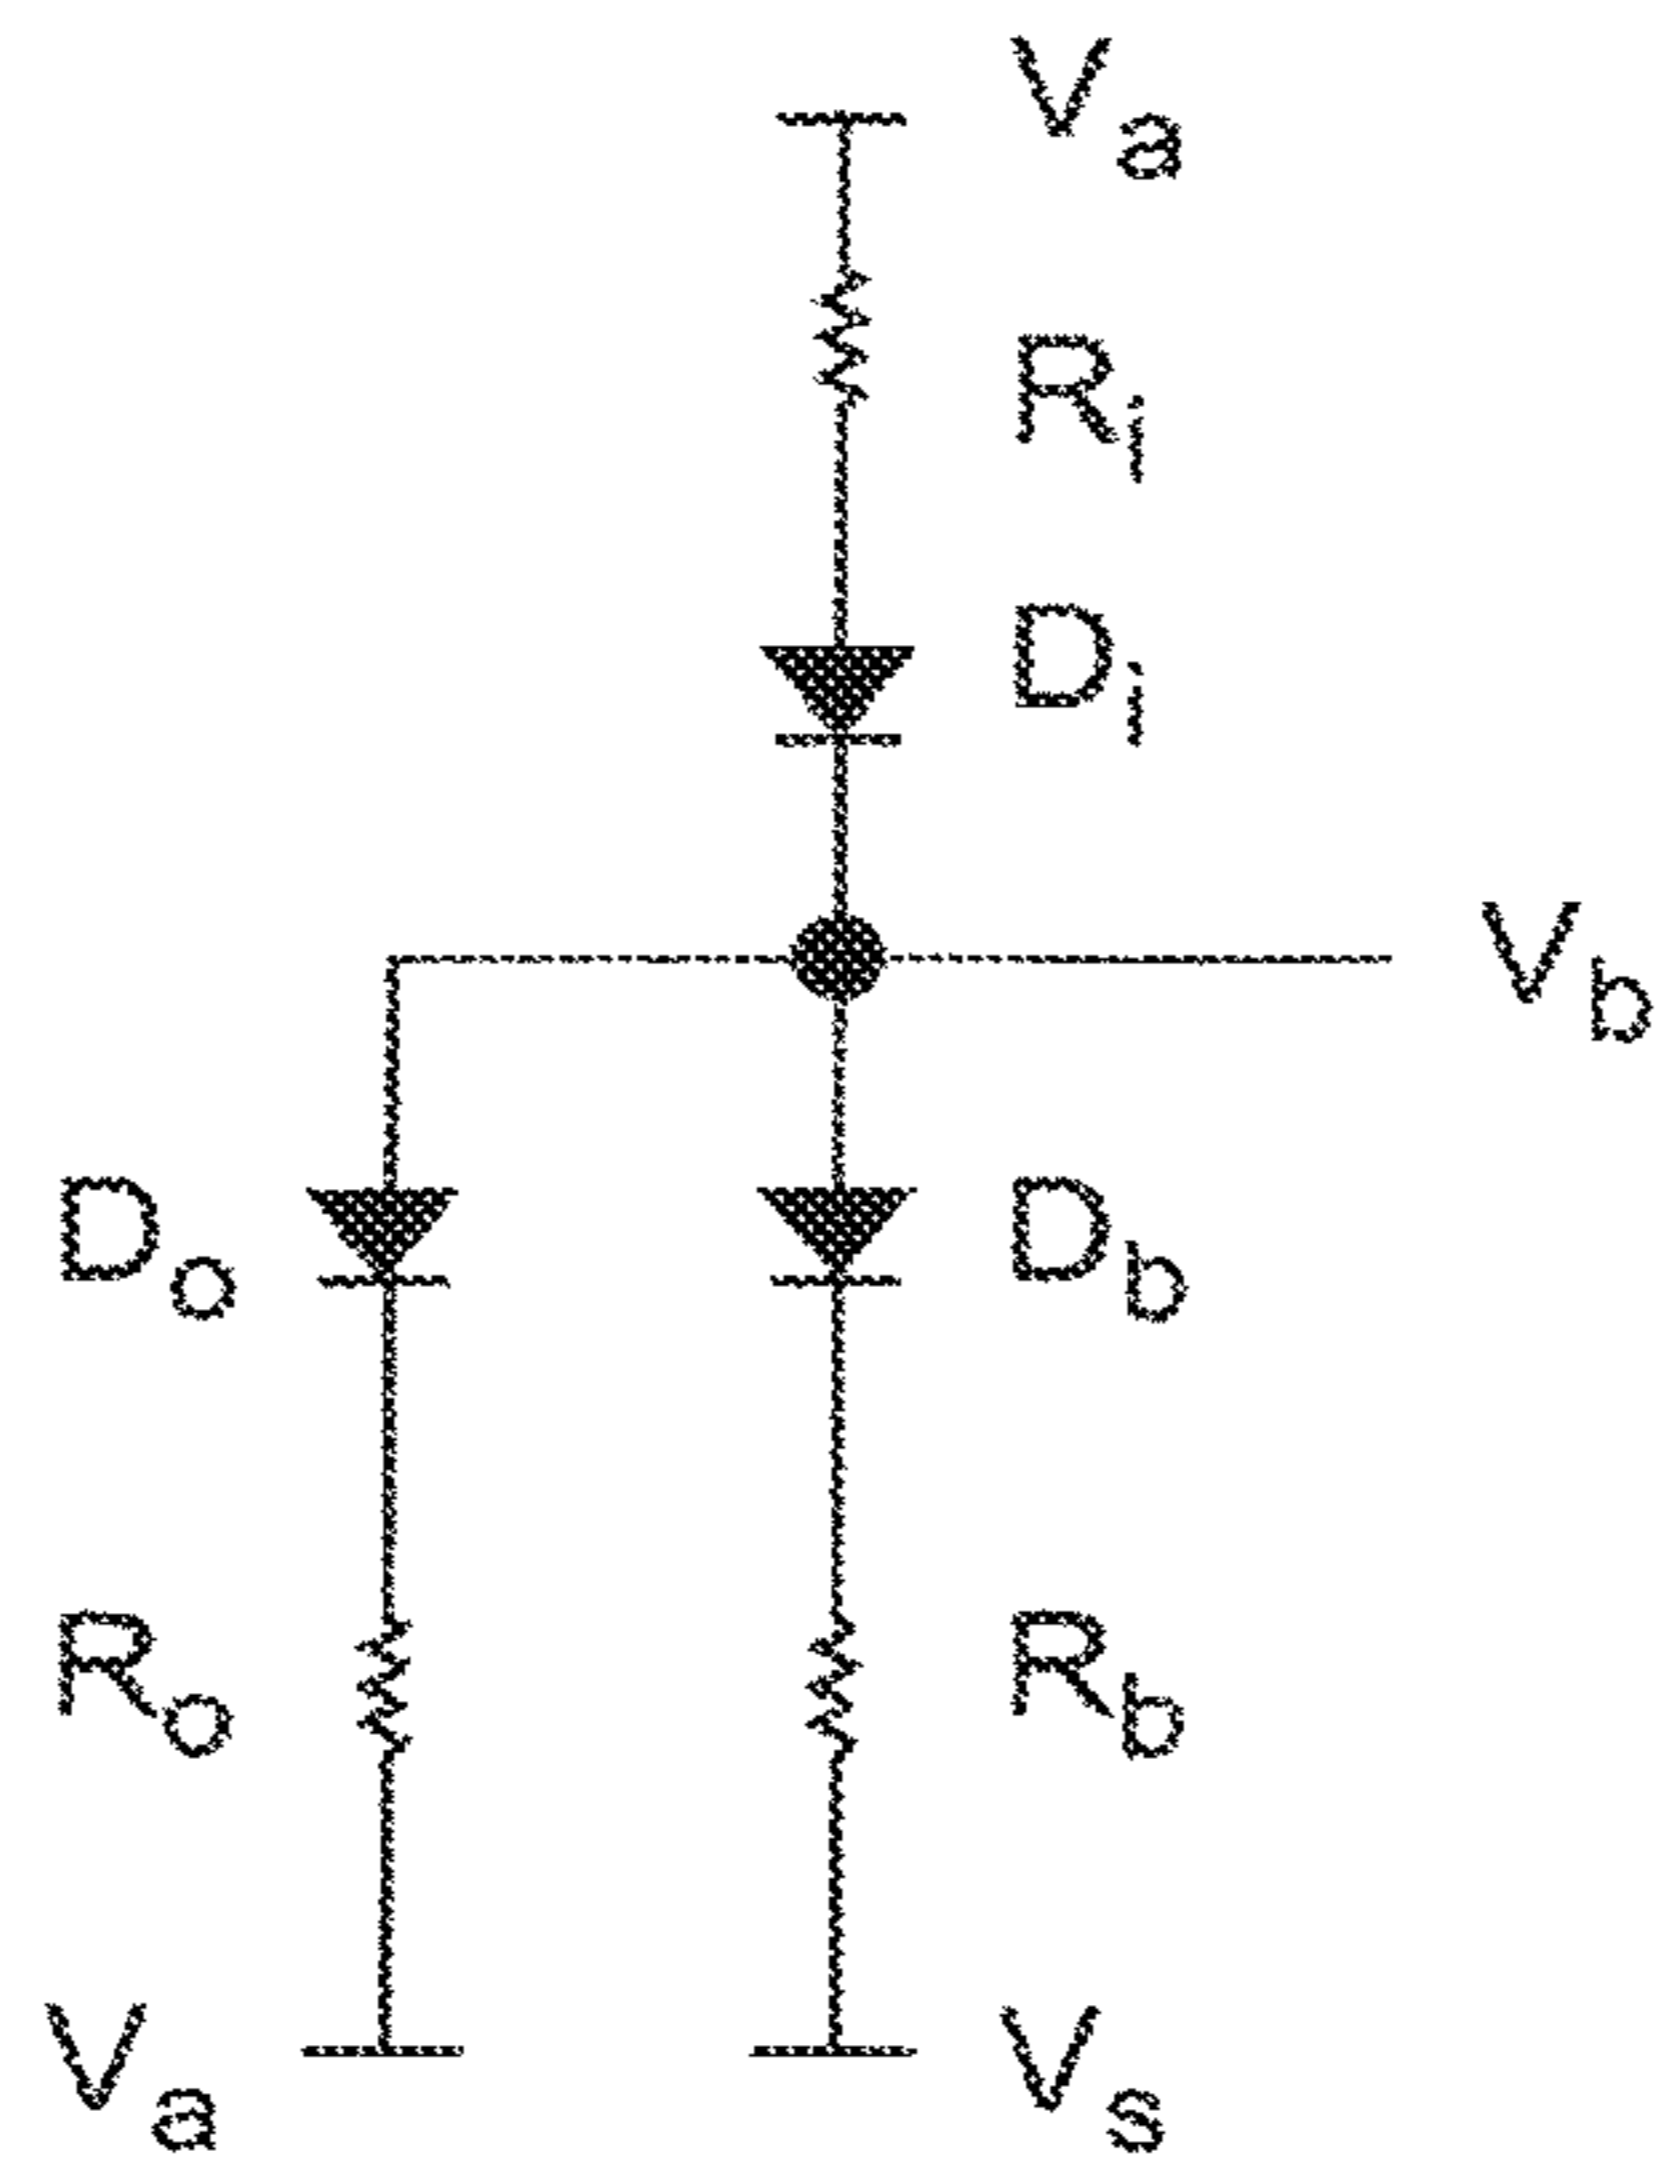 Va
Ri
Di
Vb
Do Db
Ro Rb
Va Vs